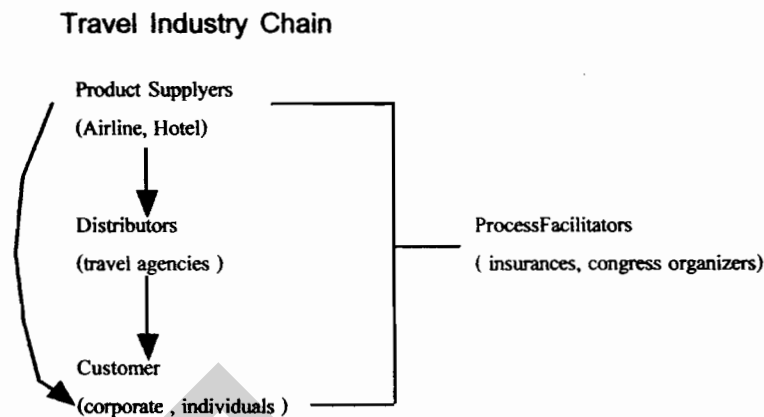 Travel Industry Chain
Product Supplyers
(Airline, Hotel)
Distributors
(travel agencies )
ProcessFacilitators
( insurances, congress organizers)
Customer
(corporate , individuals )